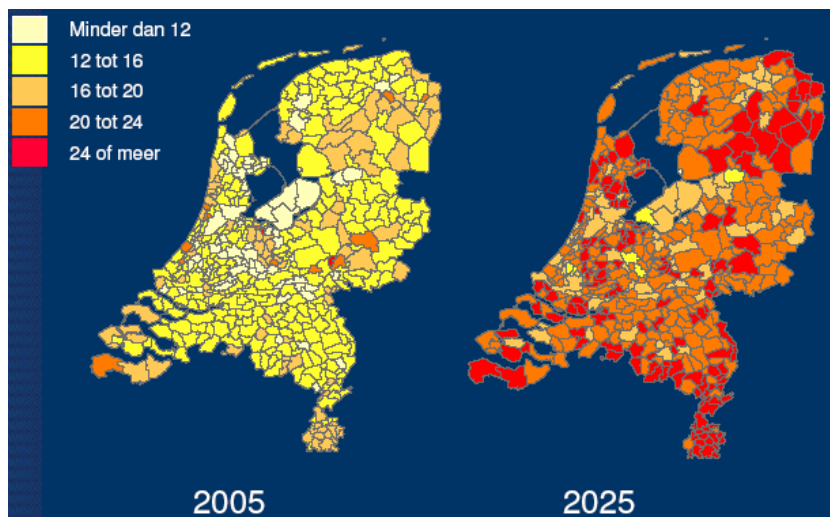 Minder dan 12
12 tot 16
16 tot 20
20 tot 24
24 of meer
2005
2025